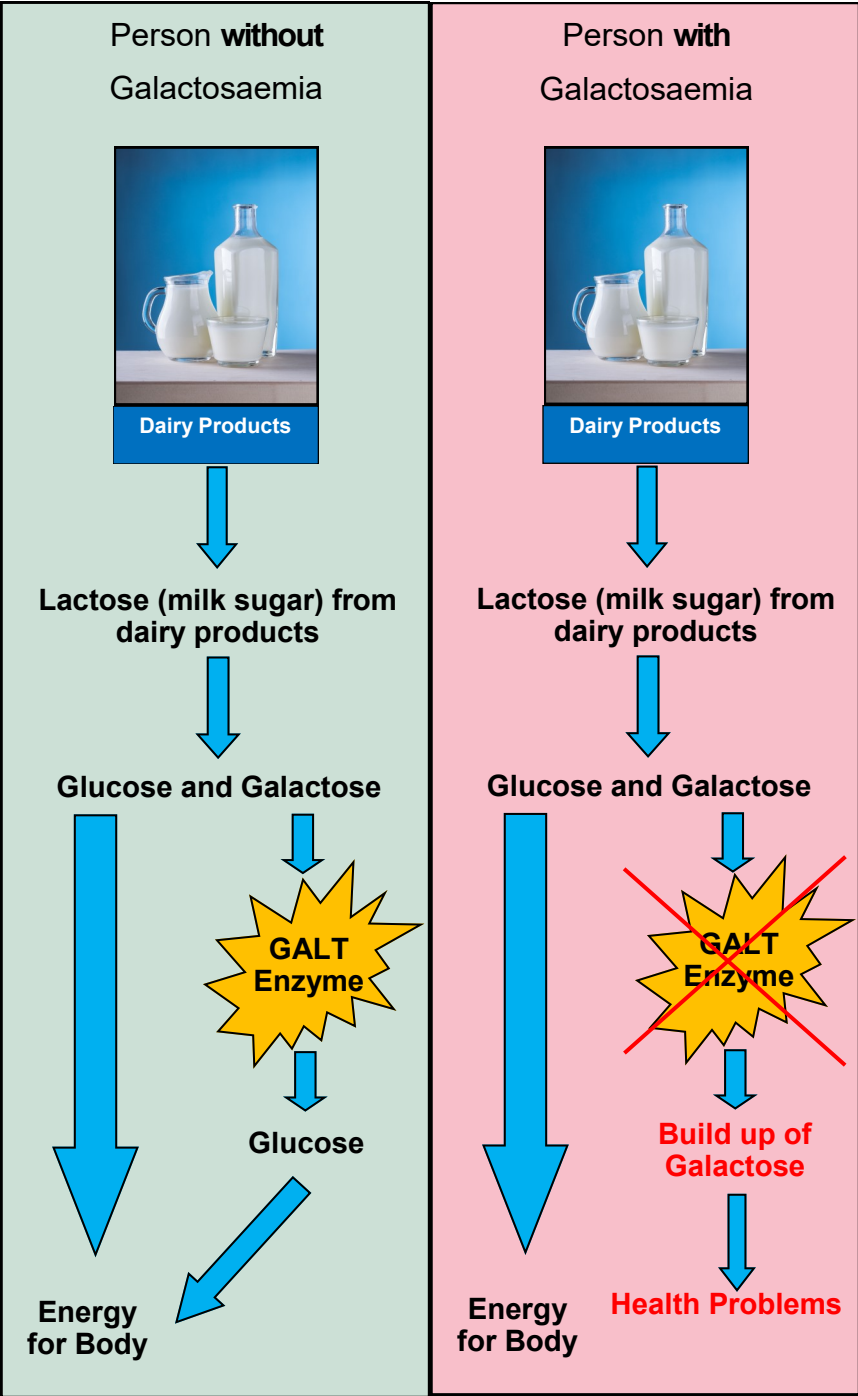 Person without
Galactosaemia
Dairy Products
Lactose (milk sugar) from
dairy products
Glucose and Galactose
GALT
Enzyme
Glucose
Energy
for Body
Person with
Galactosaemia
Dairy Products
Lactose (milk sugar) from
dairy products
Glucose and Galactose
GALT
Enzyme
Build up of
Galactose
Health Problems
Energy
for Body